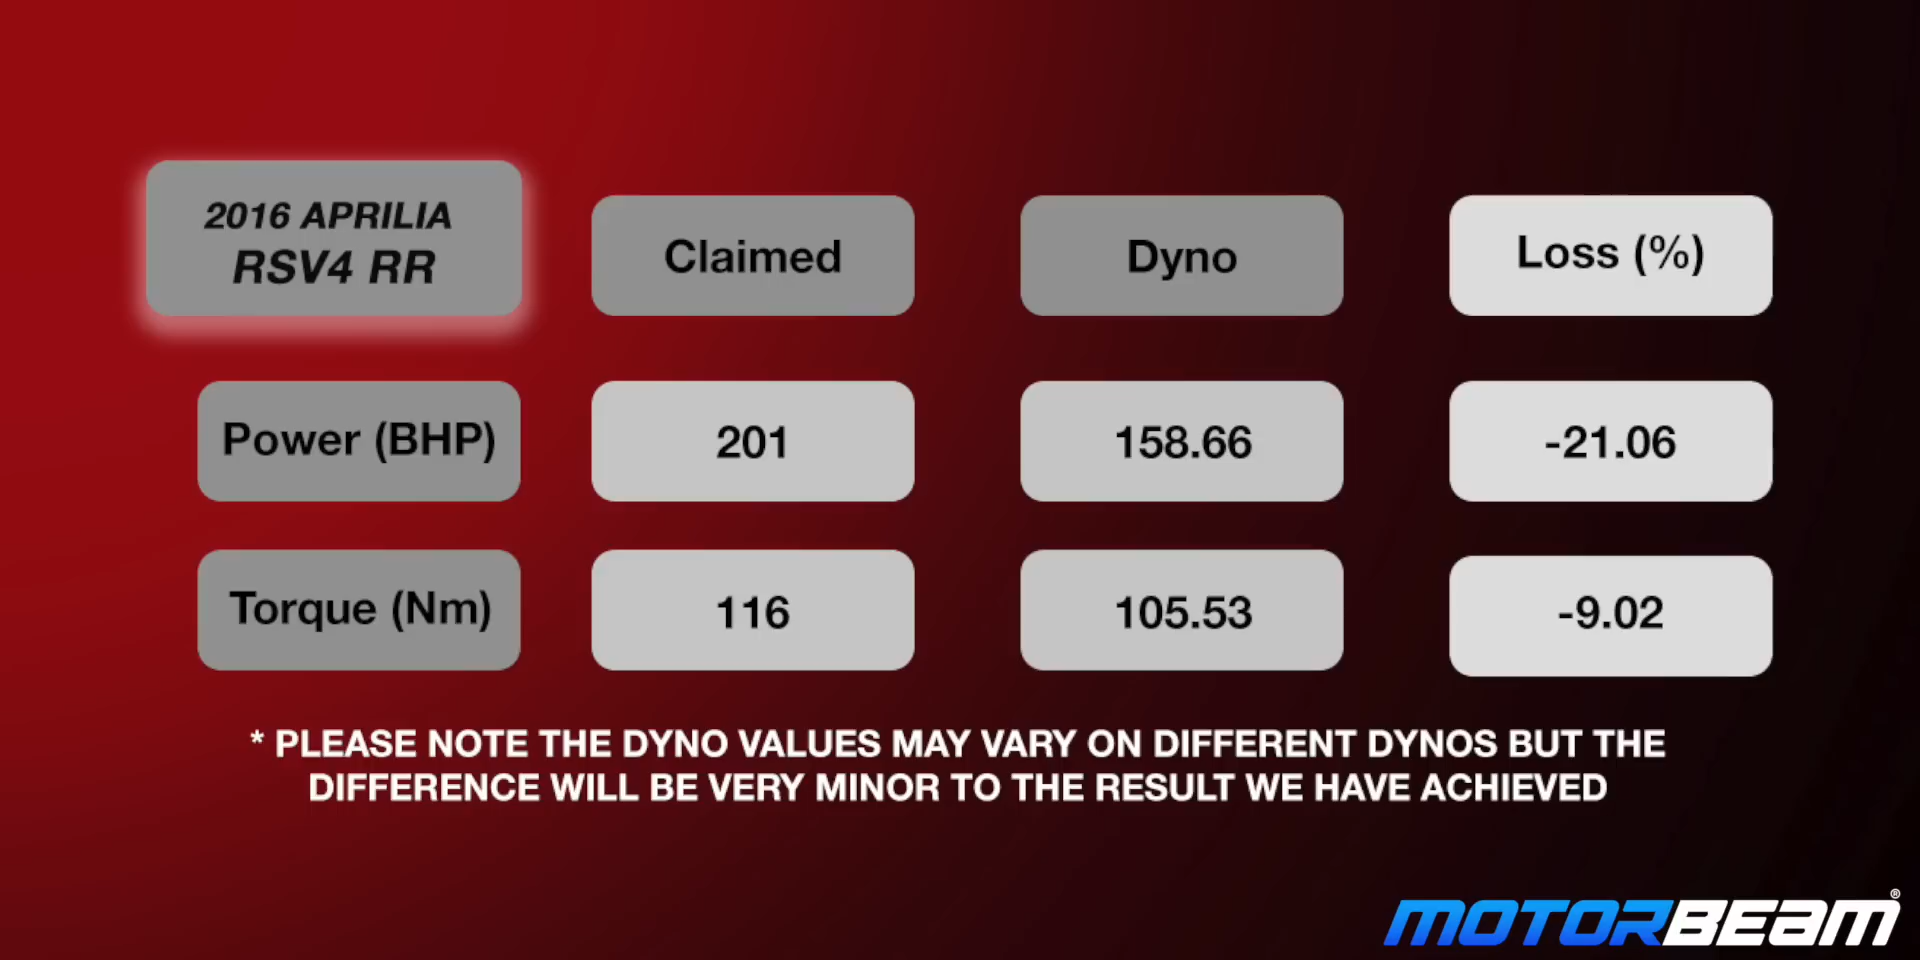 2016 APRILIA
RSV4 RR
Claimed
Dyno
Loss (%)
Power (BHP)
201
158.66
-21.06
Torque (Nm)
116
105.53
-9.02
* PLEASE NOTE THE DYNO VALUES MAY VARY ON DIFFERENT DYNOS BUT THE
DIFFERENCE WILL BE VERY MINOR TO THE RESULT WE HAVE ACHIEVED
MOTORBEAM®